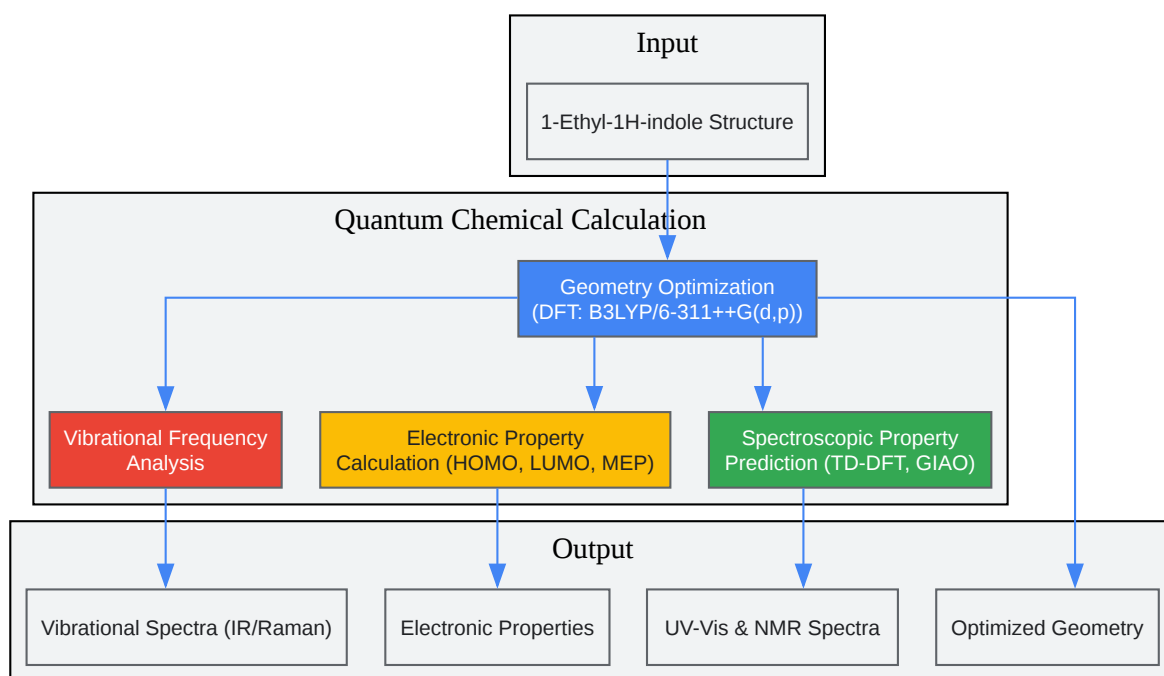 Input
1-Ethyl-1H-indole Structure
Quantum Chemical Calculation
Geometry Optimization
(DFT: B3LYP/6-311++G(d,p))
Vibrational Frequency
Analysis
Electronic Property
Calculation (HOMO, LUMO, MEP)
Spectroscopic Property
Prediction (TD-DFT, GIAO)
Output
Vibrational Spectra (IR/Raman)
Electronic Properties
UV-Vis & NMR Spectra
Optimized Geometry